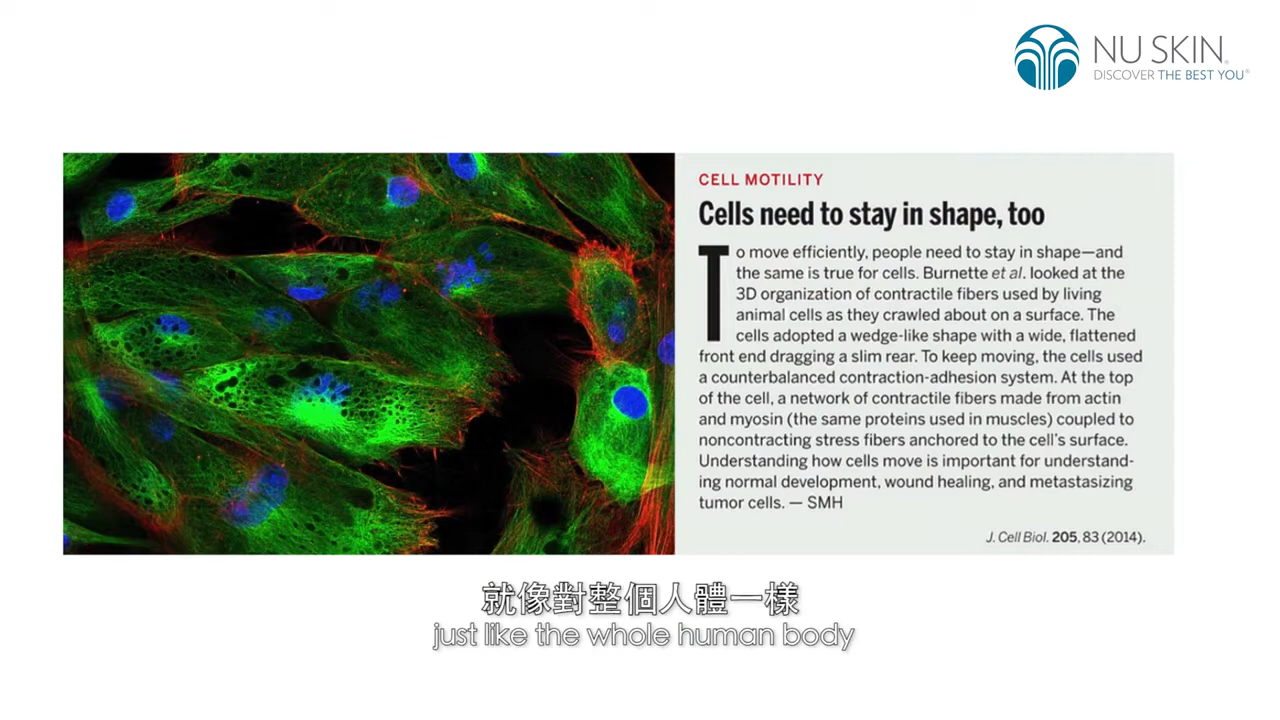 NU SKIN®
DISCOVER THE BEST YOU®
CELL MOTILITY
Cells need to stay in shape, too
To move efficiently, people need to stay in shape—and
the same is true for cells. Burnette et al. looked at the
3D organization of contractile fibers used by living
animal cells as they crawled about on a surface. The
cells adopted a wedge-like shape with a wide, flattened
front end dragging a slim rear. To keep moving, the cells used
a counterbalanced contraction-adhesion system. At the top
of the cell, a network of contractile fibers made from actin
and myosin (the same proteins used in muscles) coupled to
noncontracting stress fibers anchored to the cell's surface.
Understanding how cells move is important for understand-
ing normal development, wound healing, and metastasizing
tumor cells. — SMH
J. Cell Biol. 205, 83 (2014).
就像對整個人體一樣
just like the whole human body